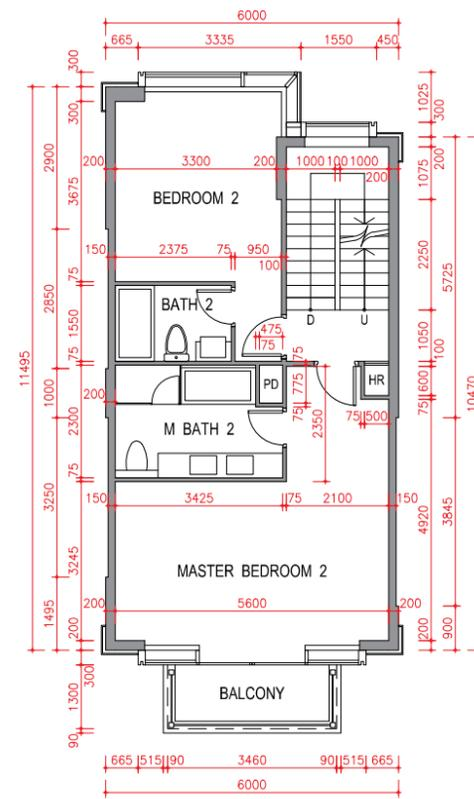 6000
665 3335 1550 450
300 300 2900 200 3300 200 1000 100 1000 200 1025 300 200 1075
BEDROOM 2
3675 2250 5725
150 2375 75 950 100
75
BATH 2
2850 1550 475 75 D U 1050 100
11495 75 75 10470
1000 200 PD 775 HR 600
2300 75 2350 75 500 75
M BATH 2
3250 75
150 3425 75 2100 150
4920 3845
3245
MASTER BEDROOM 2
200 5600 200
1495 200 200 900
300
BALCONY
1300
90
665 515 90 3460 90 515 665
6000